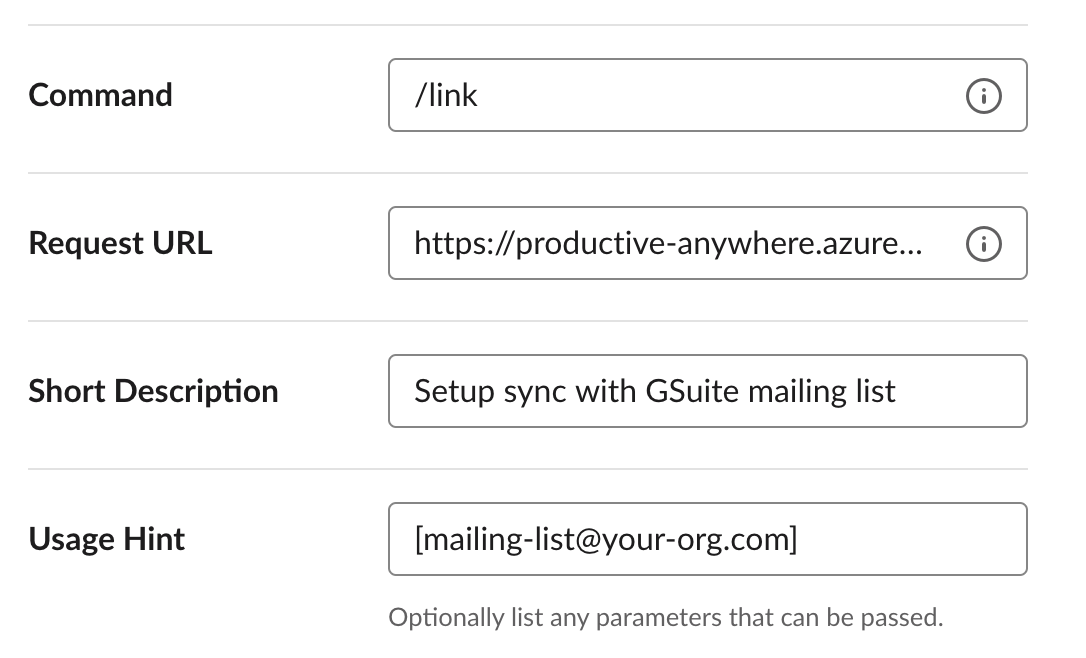 Command
/link
Request URL
https://productive-anywhere.azure...
Short Description
Setup sync with GSuite mailing list
Usage Hint
[mailing-list@your-org.com]
Optionally list any parameters that can be passed.